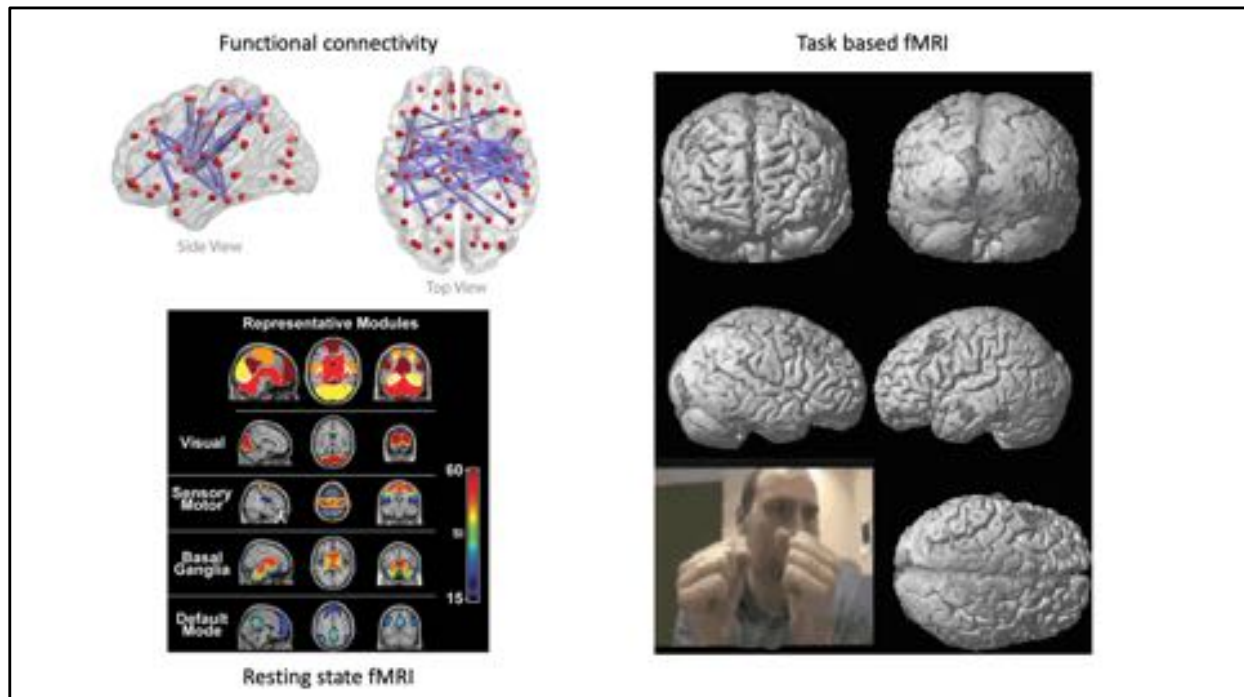 Functional connectivity
Side View
Top View
Representative Modules
Visual
Sensory
Motor
Basal
Ganglia
Default
Mode
60
SI
15
Resting state fMRI
Task based fMRI